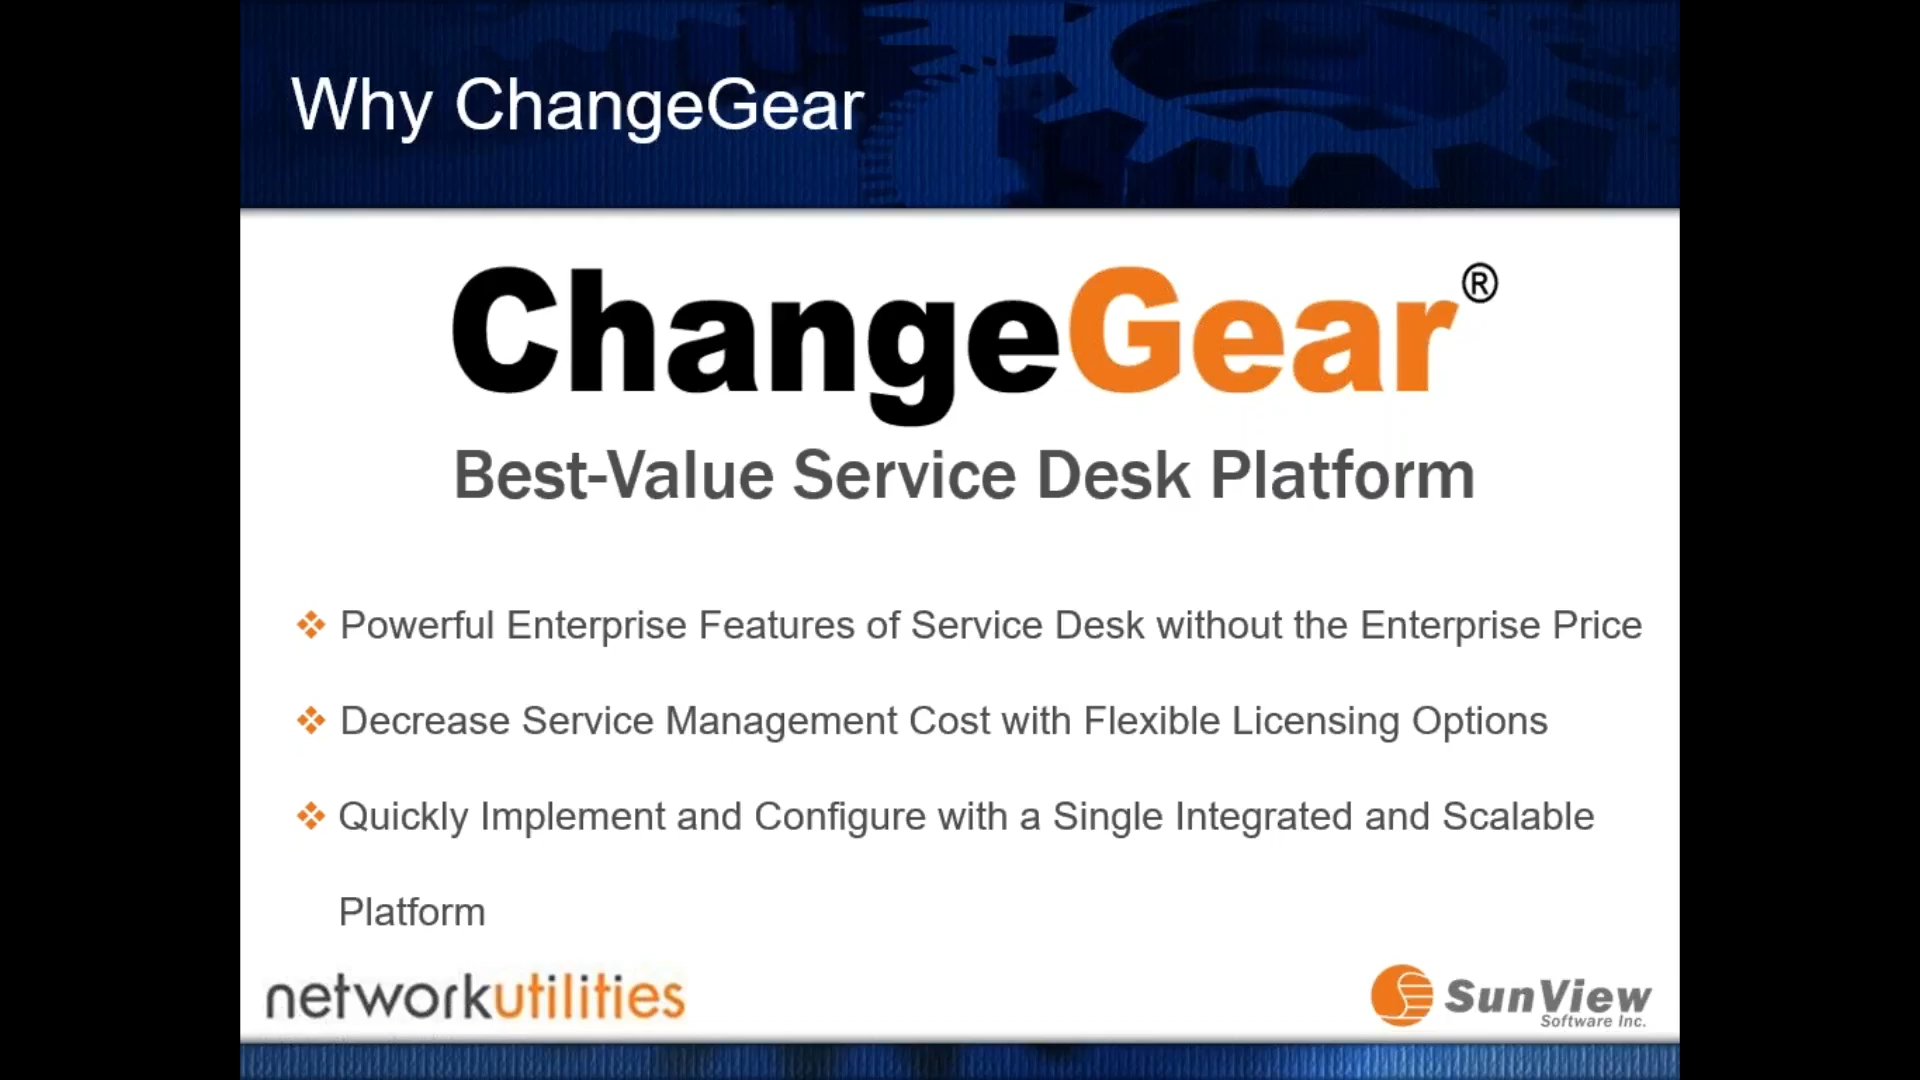 Why ChangeGear
ChangeGear®
Best-Value Service Desk Platform
❖ Powerful Enterprise Features of Service Desk without the Enterprise Price
❖ Decrease Service Management Cost with Flexible Licensing Options
❖ Quickly Implement and Configure with a Single Integrated and Scalable
Platform
networkutilities
SunView
Software Inc.